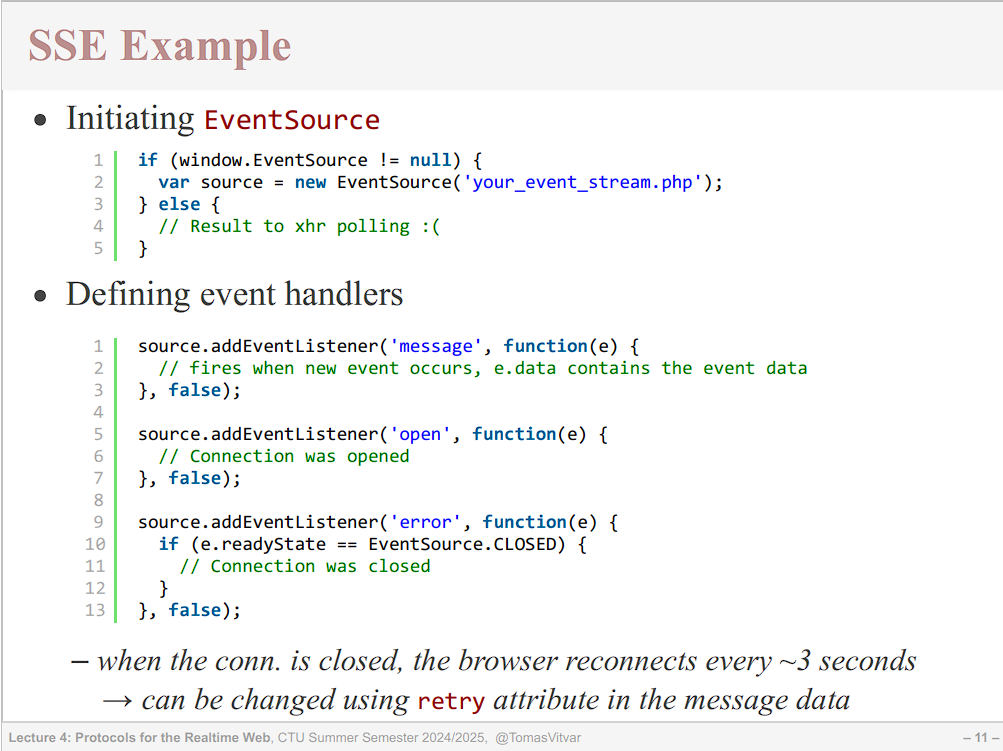 SSE Example
• Initiating EventSource
1 if (window.EventSource != null) {
2   var source = new EventSource('your_event_stream.php');
3 } else {
4   // Result to xhr polling :(
5 }
• Defining event handlers
1 source.addEventListener('message', function(e) {
2   // fires when new event occurs, e.data contains the event data
3 }, false);
4
5 source.addEventListener('open', function(e) {
6   // Connection was opened
7 }, false);
8
9 source.addEventListener('error', function(e) {
10   if (e.readyState == EventSource.CLOSED) {
11     // Connection was closed
12   }
13 }, false);
– when the conn. is closed, the browser reconnects every ~3 seconds
→ can be changed using retry attribute in the message data
Lecture 4: Protocols for the Realtime Web, CTU Summer Semester 2024/2025, @TomasVitvar – 11 –